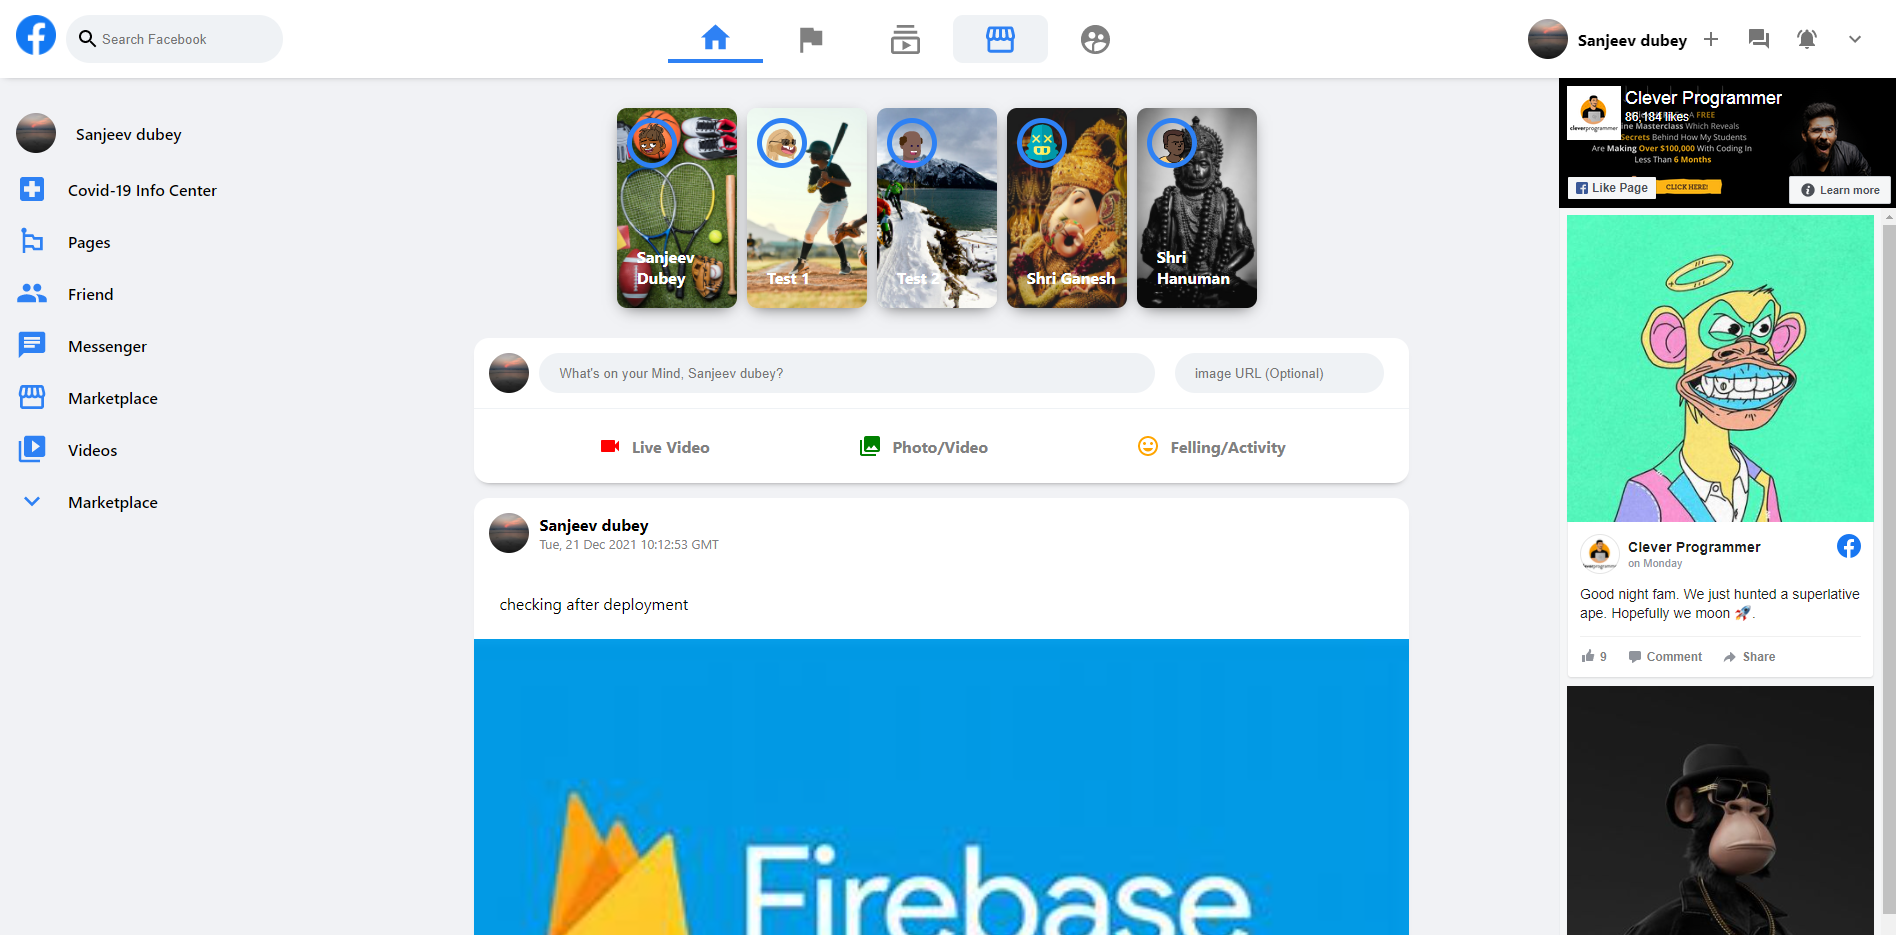 Search Facebook
Sanjeev dubey
Sanjeev dubey
Covid-19 Info Center
Pages
Friend
Messenger
Marketplace
Videos
Marketplace
Sanjeev
Dubey
Test 1
Test 2
Shri Ganesh
Shri
Hanuman
What's on your Mind, Sanjeev dubey?
image URL (Optional)
Live Video
Photo/Video
Felling/Activity
Sanjeev dubey
Tue, 21 Dec 2021 10:12:53 GMT
checking after deployment
Firebase
Clever Programmer
86,184 likes
A FREE
Masterclass Which Reveals
Secrets Behind How My Students
Are Making Over $100,000 With Coding In
Less Than 6 Months
cleverprogrammer
Like Page
CLICK HERE!
Learn more
Clever Programmer
on Monday
Good night fam. We just hunted a superlative
ape. Hopefully we moon 🚀.
9
Comment
Share